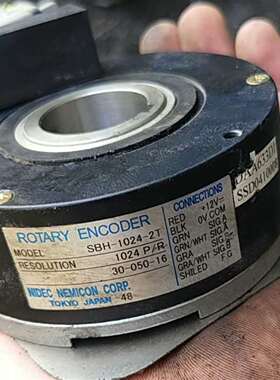 ROTARY ENCODER
MODEL SBH-1024-2T
RESOLUTION 1024 P/R
30-050-16
NIDEC NEMICON CORP.
TOKYO JAPAN -48-
CONNECTIONS
RED +12V
BLK 0V.COM
GRN SIG.A
GRN/WHT SIG.A
GRA SIG.B
GRA/WHT SIG.B
SHILED F.G